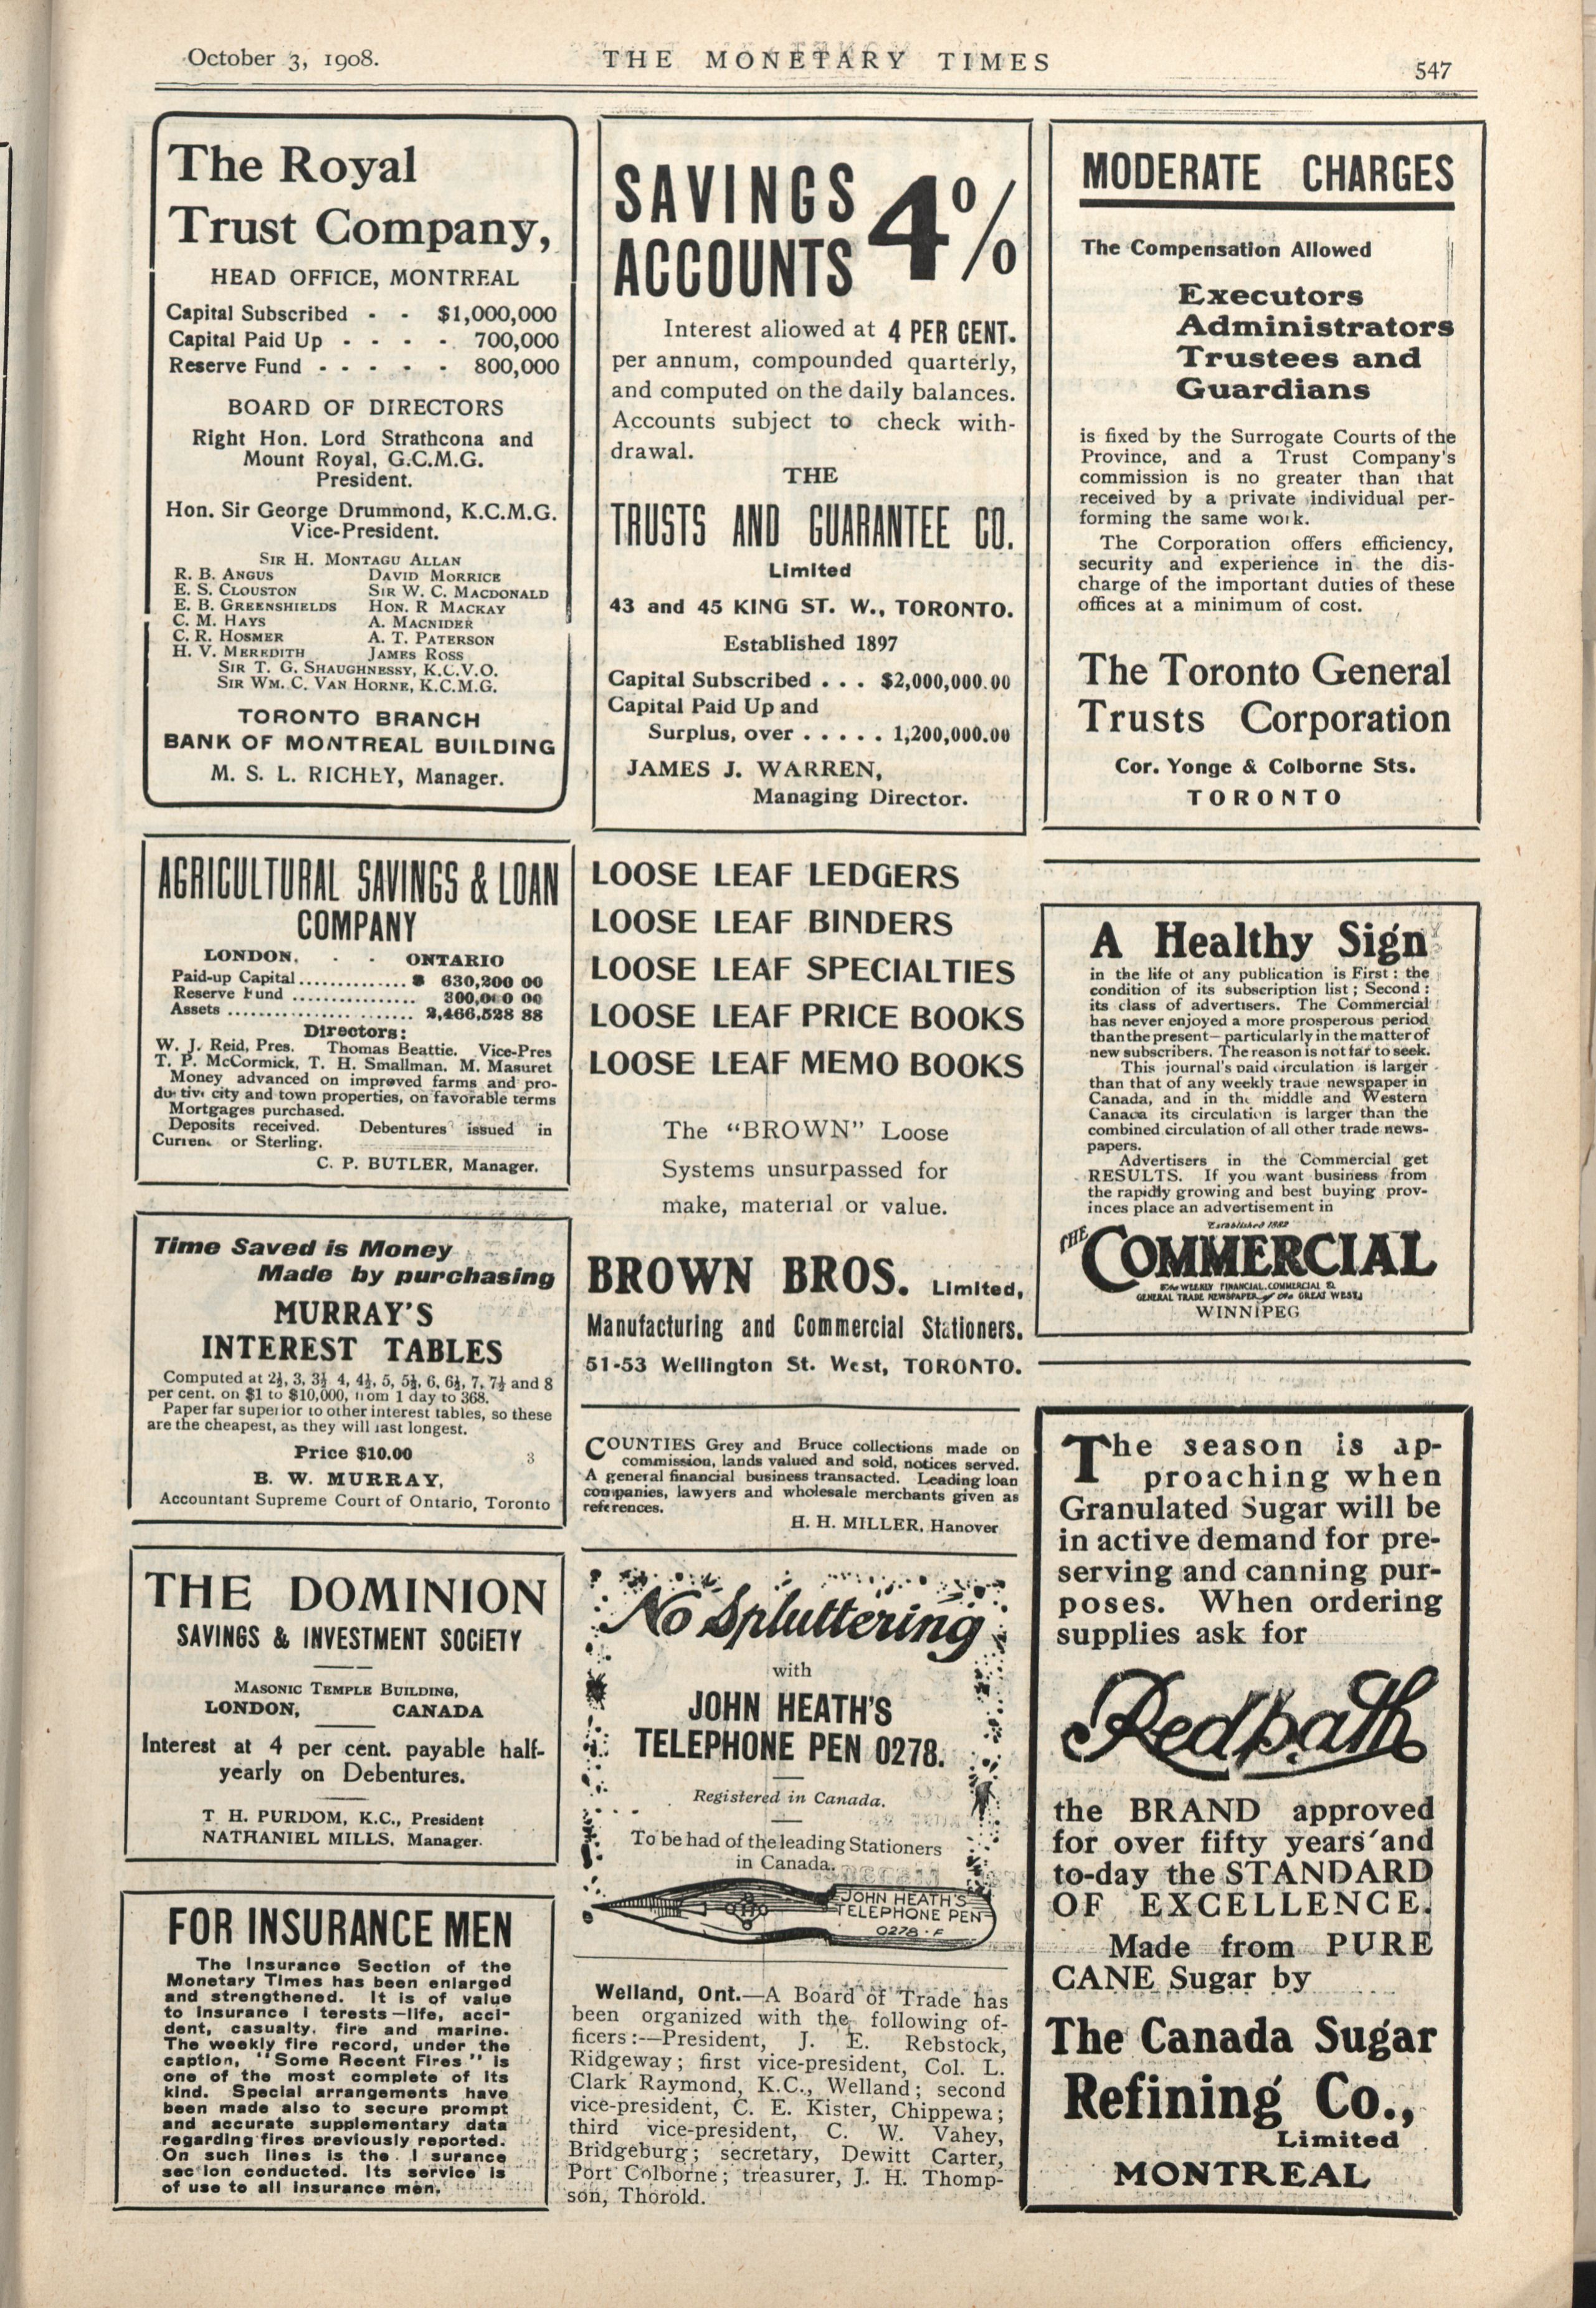 October 3, 1908.
THE MONETARY TIMES
547
The Royal
Trust Company,
HEAD OFFICE, MONTREAL
Capital Subscribed - - $1,000,000
Capital Paid Up - - - - 700,000
Reserve Fund - - - - - 800,000
BOARD OF DIRECTORS
Right Hon. Lord Strathcona and
Mount Royal, G.C.M.G.
President.
Hon. Sir George Drummond, K.C.M.G.
Vice-President.
SIR H. MONTAGU ALLAN
R. B. ANGUS DAVID MORRICE
E. S. CLOUSTON SIR W. C. MACDONALD
E. B. GREENSHIELDS HON. R MACKAY
C. M. HAYS A. MACNIDER
C. R. HOSMER A. T. PATERSON
H. V. MEREDITH JAMES ROSS
SIR T. G. SHAUGHNESSY, K.C.V.O.
SIR WM. C. VAN HORNE, K.C.M.G.
TORONTO BRANCH
BANK OF MONTREAL BUILDING
M. S. L. RICHEY, Manager.
SAVINGS
ACCOUNTS 4%
Interest allowed at 4 PER CENT.
per annum, compounded quarterly,
and computed on the daily balances.
Accounts subject to check with-
drawal.
THE
TRUSTS AND GUARANTEE CO.
Limited
43 and 45 KING ST. W., TORONTO.
Established 1897
Capital Subscribed . . . $2,000,000.00
Capital Paid Up and
Surplus, over . . . . . 1,200,000.00
JAMES J. WARREN,
Managing Director.
MODERATE CHARGES
The Compensation Allowed
Executors
Administrators
Trustees and
Guardians
is fixed by the Surrogate Courts of the
Province, and a Trust Company's
commission is no greater than that
received by a private individual per-
forming the same work.
The Corporation offers efficiency,
security and experience in the dis-
charge of the important duties of these
offices at a minimum of cost.
The Toronto General
Trusts Corporation
Cor. Yonge & Colborne Sts.
TORONTO
AGRICULTURAL SAVINGS & LOAN
COMPANY
LONDON, - - ONTARIO
Paid-up Capital.............. $ 630,200 00
Reserve Fund ................ 300,000 00
Assets ........................ 2,466,528 88
Directors:
W. J. Reid, Pres. Thomas Beattie. Vice-Pres
T. P. McCormick, T. H. Smallman. M. Masuret
Money advanced on improved farms and pro-
ductive city and town properties, on favorable terms
Mortgages purchased.
Deposits received. Debentures issued in
Currency or Sterling.
C. P. BUTLER, Manager.
LOOSE LEAF LEDGERS
LOOSE LEAF BINDERS
LOOSE LEAF SPECIALTIES
LOOSE LEAF PRICE BOOKS
LOOSE LEAF MEMO BOOKS
The "BROWN" Loose
Systems unsurpassed for
make, material or value.
BROWN BROS. Limited,
Manufacturing and Commercial Stationers.
51-53 Wellington St. West, TORONTO.
A Healthy Sign
in the life of any publication is First: the
condition of its subscription list; Second:
its class of advertisers. The Commercial
has never enjoyed a more prosperous period
than the present—particularly in the matter of
new subscribers. The reason is not far to seek.
This journal's paid circulation is larger
than that of any weekly trade newspaper in
Canada, and in the middle and Western
Canada its circulation is larger than the
combined circulation of all other trade news-
papers.
Advertisers in the Commercial get
RESULTS. If you want business from
the rapidly growing and best buying prov-
inces place an advertisement in
Established 1882
THE COMMERCIAL
WEEKLY FINANCIAL, COMMERCIAL &
GENERAL TRADE NEWSPAPER of the GREAT WEST
WINNIPEG
Time Saved is Money
Made by purchasing
MURRAY'S
INTEREST TABLES
Computed at 2½, 3, 3½ 4, 4½, 5, 5½, 6, 6½, 7, 7½ and 8
per cent. on $1 to $10,000, from 1 day to 368.
Paper far superior to other interest tables, so these
are the cheapest, as they will last longest.
Price $10.00 3
B. W. MURRAY,
Accountant Supreme Court of Ontario, Toronto
COUNTIES Grey and Bruce collections made on
commission, lands valued and sold, notices served.
A general financial business transacted. Leading loan
companies, lawyers and wholesale merchants given as
references.
H. H. MILLER, Hanover
The season is ap-
proaching when
Granulated Sugar will be
in active demand for pre-
serving and canning pur-
poses. When ordering
supplies ask for
Redpath
the BRAND approved
for over fifty years and
to-day the STANDARD
OF EXCELLENCE.
Made from PURE
CANE Sugar by
The Canada Sugar
Refining Co.,
Limited
MONTREAL
THE DOMINION
SAVINGS & INVESTMENT SOCIETY
MASONIC TEMPLE BUILDING,
LONDON, CANADA
Interest at 4 per cent. payable half-
yearly on Debentures.
T H. PURDOM, K.C., President
NATHANIEL MILLS, Manager.
No Spluttering
with
JOHN HEATH'S
TELEPHONE PEN 0278.
Registered in Canada.
To be had of the leading Stationers
in Canada.
JOHN HEATH'S
TELEPHONE PEN
0278-F
FOR INSURANCE MEN
The Insurance Section of the
Monetary Times has been enlarged
and strengthened. It is of value
to insurance i terests—life, acci-
dent, casualty, fire and marine.
The weekly fire record, under the
caption, "Some Recent Fires" is
one of the most complete of its
kind. Special arrangements have
been made also to secure prompt
and accurate supplementary data
regarding fires previously reported.
On such lines is the I surance
sec ion conducted. Its service is
of use to all insurance men.
Welland, Ont.—A Board of Trade has
been organized with the following of-
ficers:—President, J. E. Rebstock,
Ridgeway; first vice-president, Col. L.
Clark Raymond, K.C., Welland; second
vice-president, C. E. Kister, Chippewa;
third vice-president, C. W. Vahey,
Bridgeburg; secretary, Dewitt Carter,
Port Colborne; treasurer, J. H. Thomp-
son, Thorold.